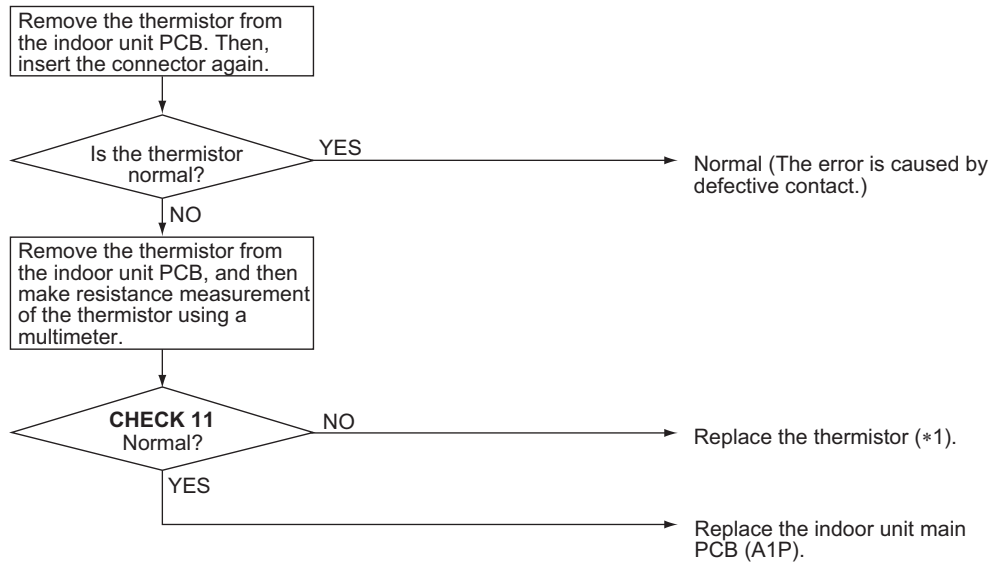 Remove the thermistor from
the indoor unit PCB. Then,
insert the connector again.
Is the thermistor
normal?
YES
Normal (The error is caused by
defective contact.)
NO
Remove the thermistor from
the indoor unit PCB, and then
make resistance measurement
of the thermistor using a
multimeter.
CHECK 11
Normal?
NO
Replace the thermistor (∗1).
YES
Replace the indoor unit main
PCB (A1P).